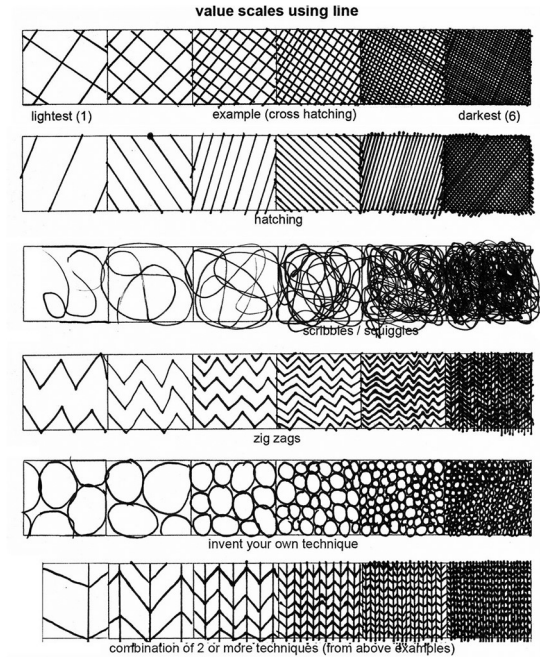 value scales using line
lightest (1)
example (cross hatching)
darkest (6)
hatching
scribbles / squiggles
zig zags
invent your own technique
combination of 2 or more techniques (from above examples)